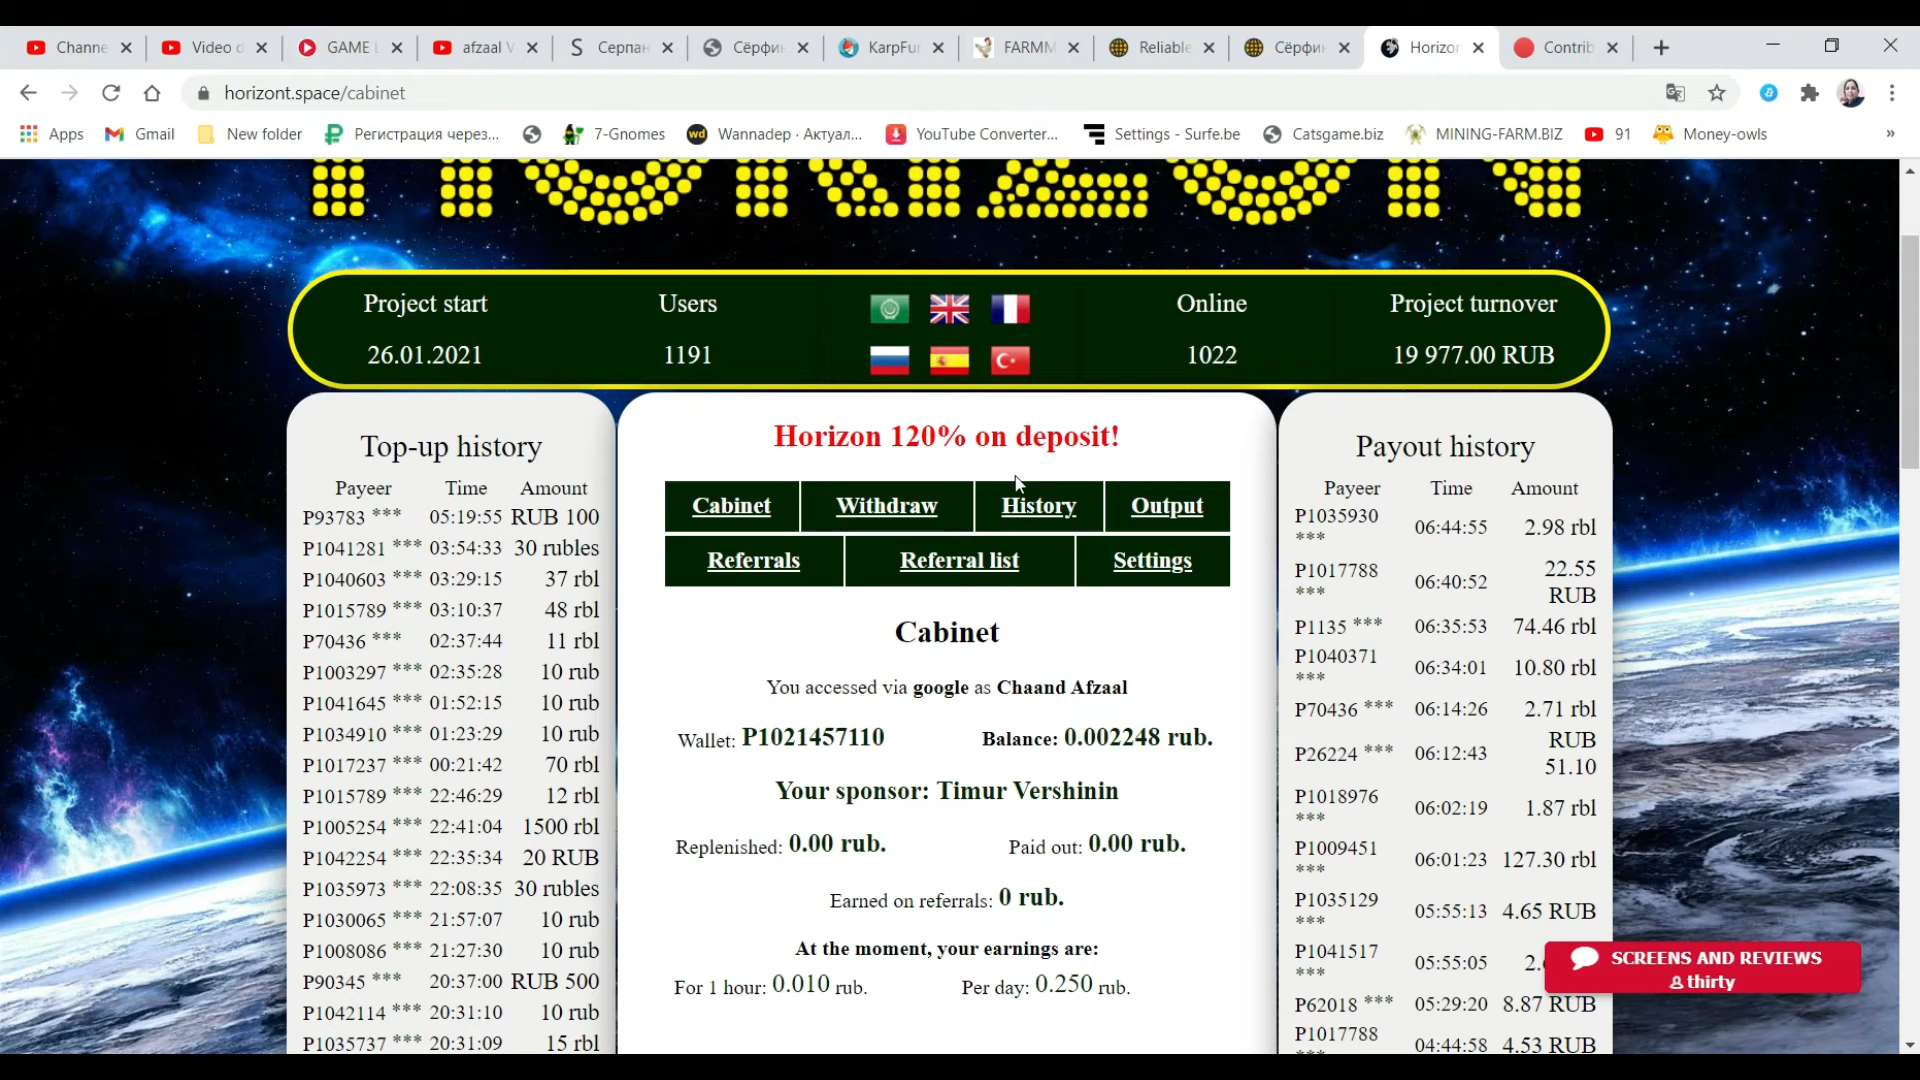 Channe
Video d
GAME L
afzaal V
Серпан
Сёрфин
KarpFur
FARMM
Reliable
Сёрфин
Horizor
Contrib
horizont.space/cabinet
Apps
Gmail
New folder
Регистрация через...
7-Gnomes
wd
Wannadep · Актуал...
YouTube Converter...
Settings - Surfe.be
Catsgame.biz
MINING-FARM.BIZ
91
Money-owls
»
HORIZON
Project start
Users
Online
Project turnover
26.01.2021
1191
1022
19 977.00 RUB
Top-up history
Payeer Time Amount
P93783 *** 05:19:55 RUB 100
P1041281 *** 03:54:33 30 rubles
P1040603 *** 03:29:15 37 rbl
P1015789 *** 03:10:37 48 rbl
P70436 *** 02:37:44 11 rbl
P1003297 *** 02:35:28 10 rub
P1041645 *** 01:52:15 10 rub
P1034910 *** 01:23:29 10 rub
P1017237 *** 00:21:42 70 rbl
P1015789 *** 22:46:29 12 rbl
P1005254 *** 22:41:04 1500 rbl
P1042254 *** 22:35:34 20 RUB
P1035973 *** 22:08:35 30 rubles
P1030065 *** 21:57:07 10 rub
P1008086 *** 21:27:30 10 rub
P90345 *** 20:37:00 RUB 500
P1042114 *** 20:31:10 10 rub
P1035737 *** 20:31:09 15 rbl
Horizon 120% on deposit!
Cabinet Withdraw History Output
Referrals Referral list Settings
Cabinet
You accessed via google as Chaand Afzaal
Wallet: P1021457110 Balance: 0.002248 rub.
Your sponsor: Timur Vershinin
Replenished: 0.00 rub. Paid out: 0.00 rub.
Earned on referrals: 0 rub.
At the moment, your earnings are:
For 1 hour: 0.010 rub. Per day: 0.250 rub.
Payout history
Payeer Time Amount
P1035930 *** 06:44:55 2.98 rbl
P1017788 *** 06:40:52 22.55 RUB
P1135 *** 06:35:53 74.46 rbl
P1040371 *** 06:34:01 10.80 rbl
P70436 *** 06:14:26 2.71 rbl
P26224 *** 06:12:43 RUB 51.10
P1018976 *** 06:02:19 1.87 rbl
P1009451 *** 06:01:23 127.30 rbl
P1035129 *** 05:55:13 4.65 RUB
P1041517 *** 05:55:05 2.
P62018 *** 05:29:20 8.87 RUB
P1017788 *** 04:44:58 4.53 RUB
SCREENS AND REVIEWS
thirty